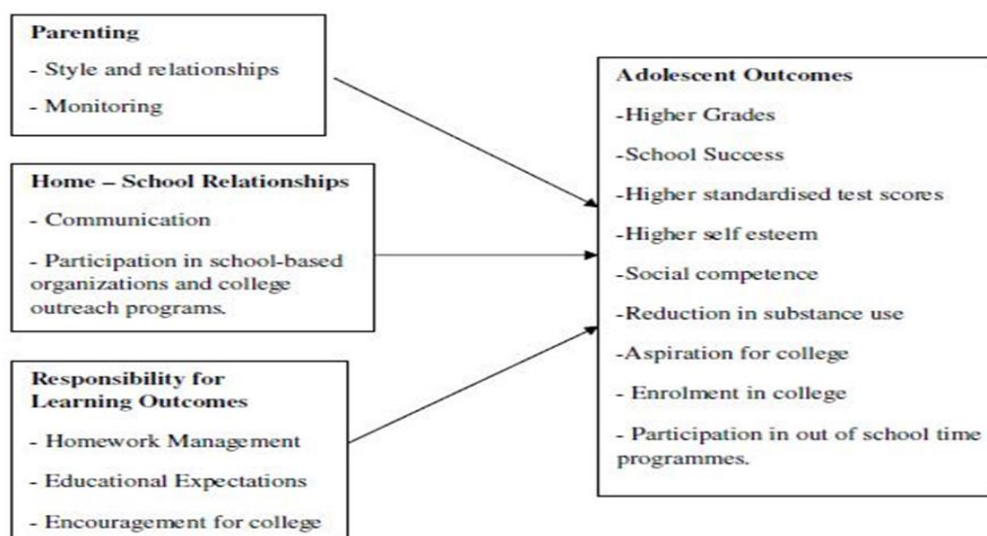 Parenting
- Style and relationships
- Monitoring
Home – School Relationships
- Communication
- Participation in school-based
organizations and college
outreach programs.
Responsibility for
Learning Outcomes
- Homework Management
- Educational Expectations
- Encouragement for college
Adolescent Outcomes
-Higher Grades
-School Success
-Higher standardised test scores
-Higher self esteem
-Social competence
-Reduction in substance use
-Aspiration for college
- Enrolment in college
- Participation in out of school time
programmes.